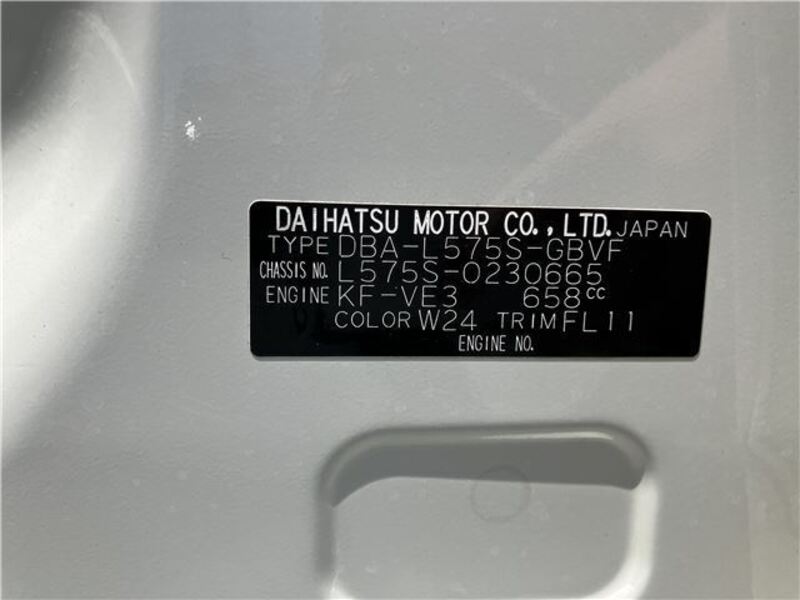 DAIHATSU MOTOR CO., LTD. JAPAN
TYPE DBA-L575S-GBVF
CHASSIS NO. L575S-0230665
ENGINE KF-VE3 658cc
COLOR W24 TRIM FL11
ENGINE NO.